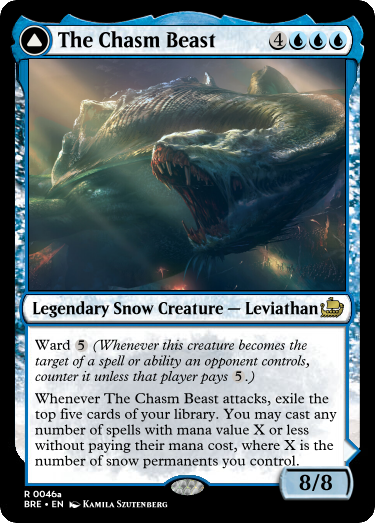 The Chasm Beast 4
Legendary Snow Creature — Leviathan
Ward 5 (Whenever this creature becomes the
target of a spell or ability an opponent controls,
counter it unless that player pays 5.)
Whenever The Chasm Beast attacks, exile the
top five cards of your library. You may cast any
number of spells with mana value X or less
without paying their mana cost, where X is the
number of snow permanents you control.
8/8
R 0046a
BRE • EN Kamila Szutenberg